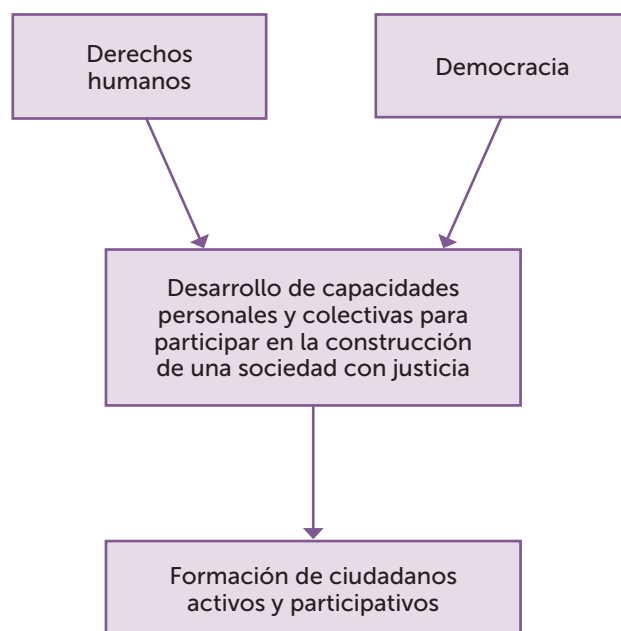 Derechos
humanos
Democracia
Desarrollo de capacidades
personales y colectivas para
participar en la construcción
de una sociedad con justicia
Formación de ciudadanos
activos y participativos